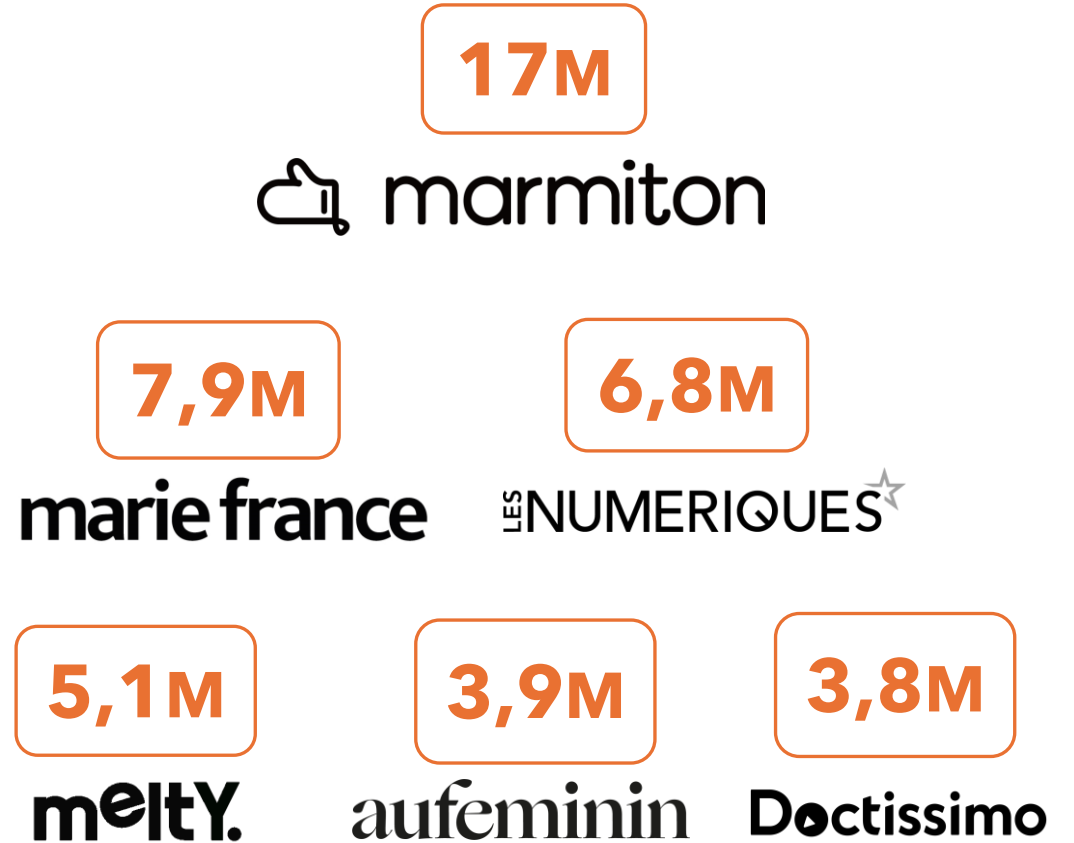 17M
marmiton
7,9M
6,8M
marie france
LES NUMERIQUES
5,1M
3,9M
3,8M
meltY.
aufeminin
Doctissimo